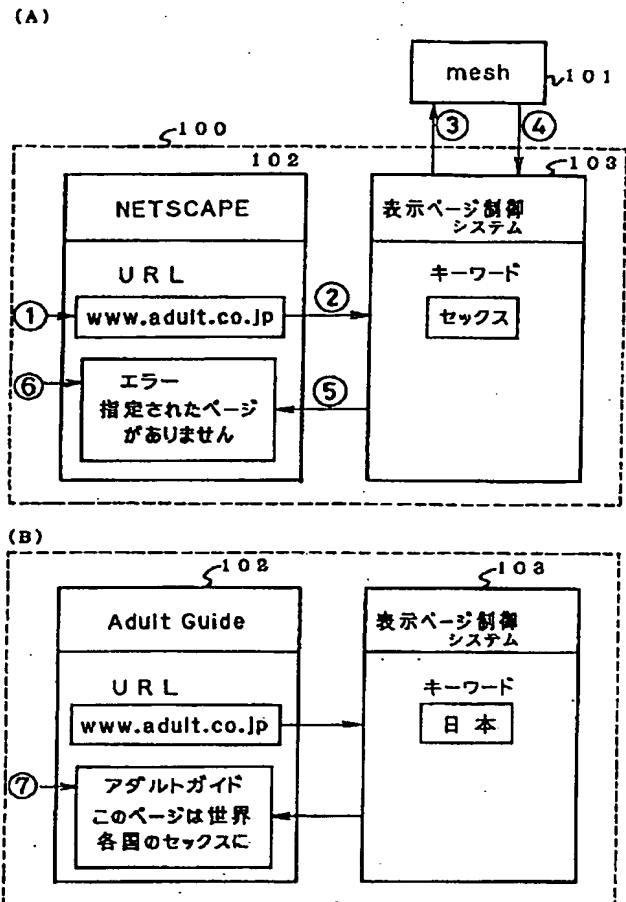 (A)
mesh
101
③
④
100
102
103
NETSCAPE
表示ページ制御
システム
URL
キーワード
①
www.adult.co.jp
②
セックス
⑥
エラー
指定されたページ
がありません
⑤
(B)
102
103
Adult Guide
表示ページ制御
システム
URL
キーワード
www.adult.co.jp
日本
⑦
アダルトガイド
このページは世界
各国のセックスに